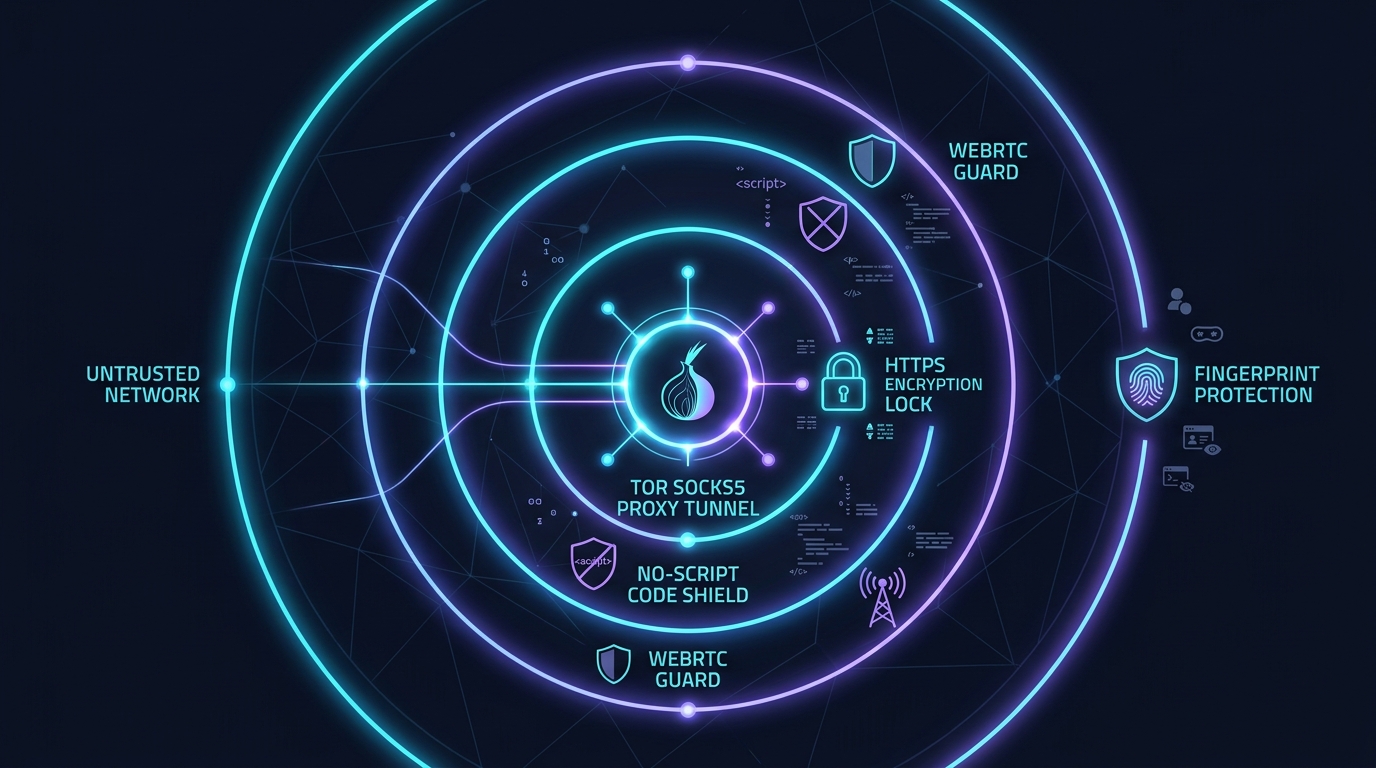 WEBRTC
GUARD
<script>
UNTRUSTED
NETWORK
HTTPS
ENCRYPTION
LOCK
FINGERPRINT
PROTECTION
TOR SOCKS5
PROXY TUNNEL
NO-SCRIPT
CODE SHIELD
WEBRTC
GUARD